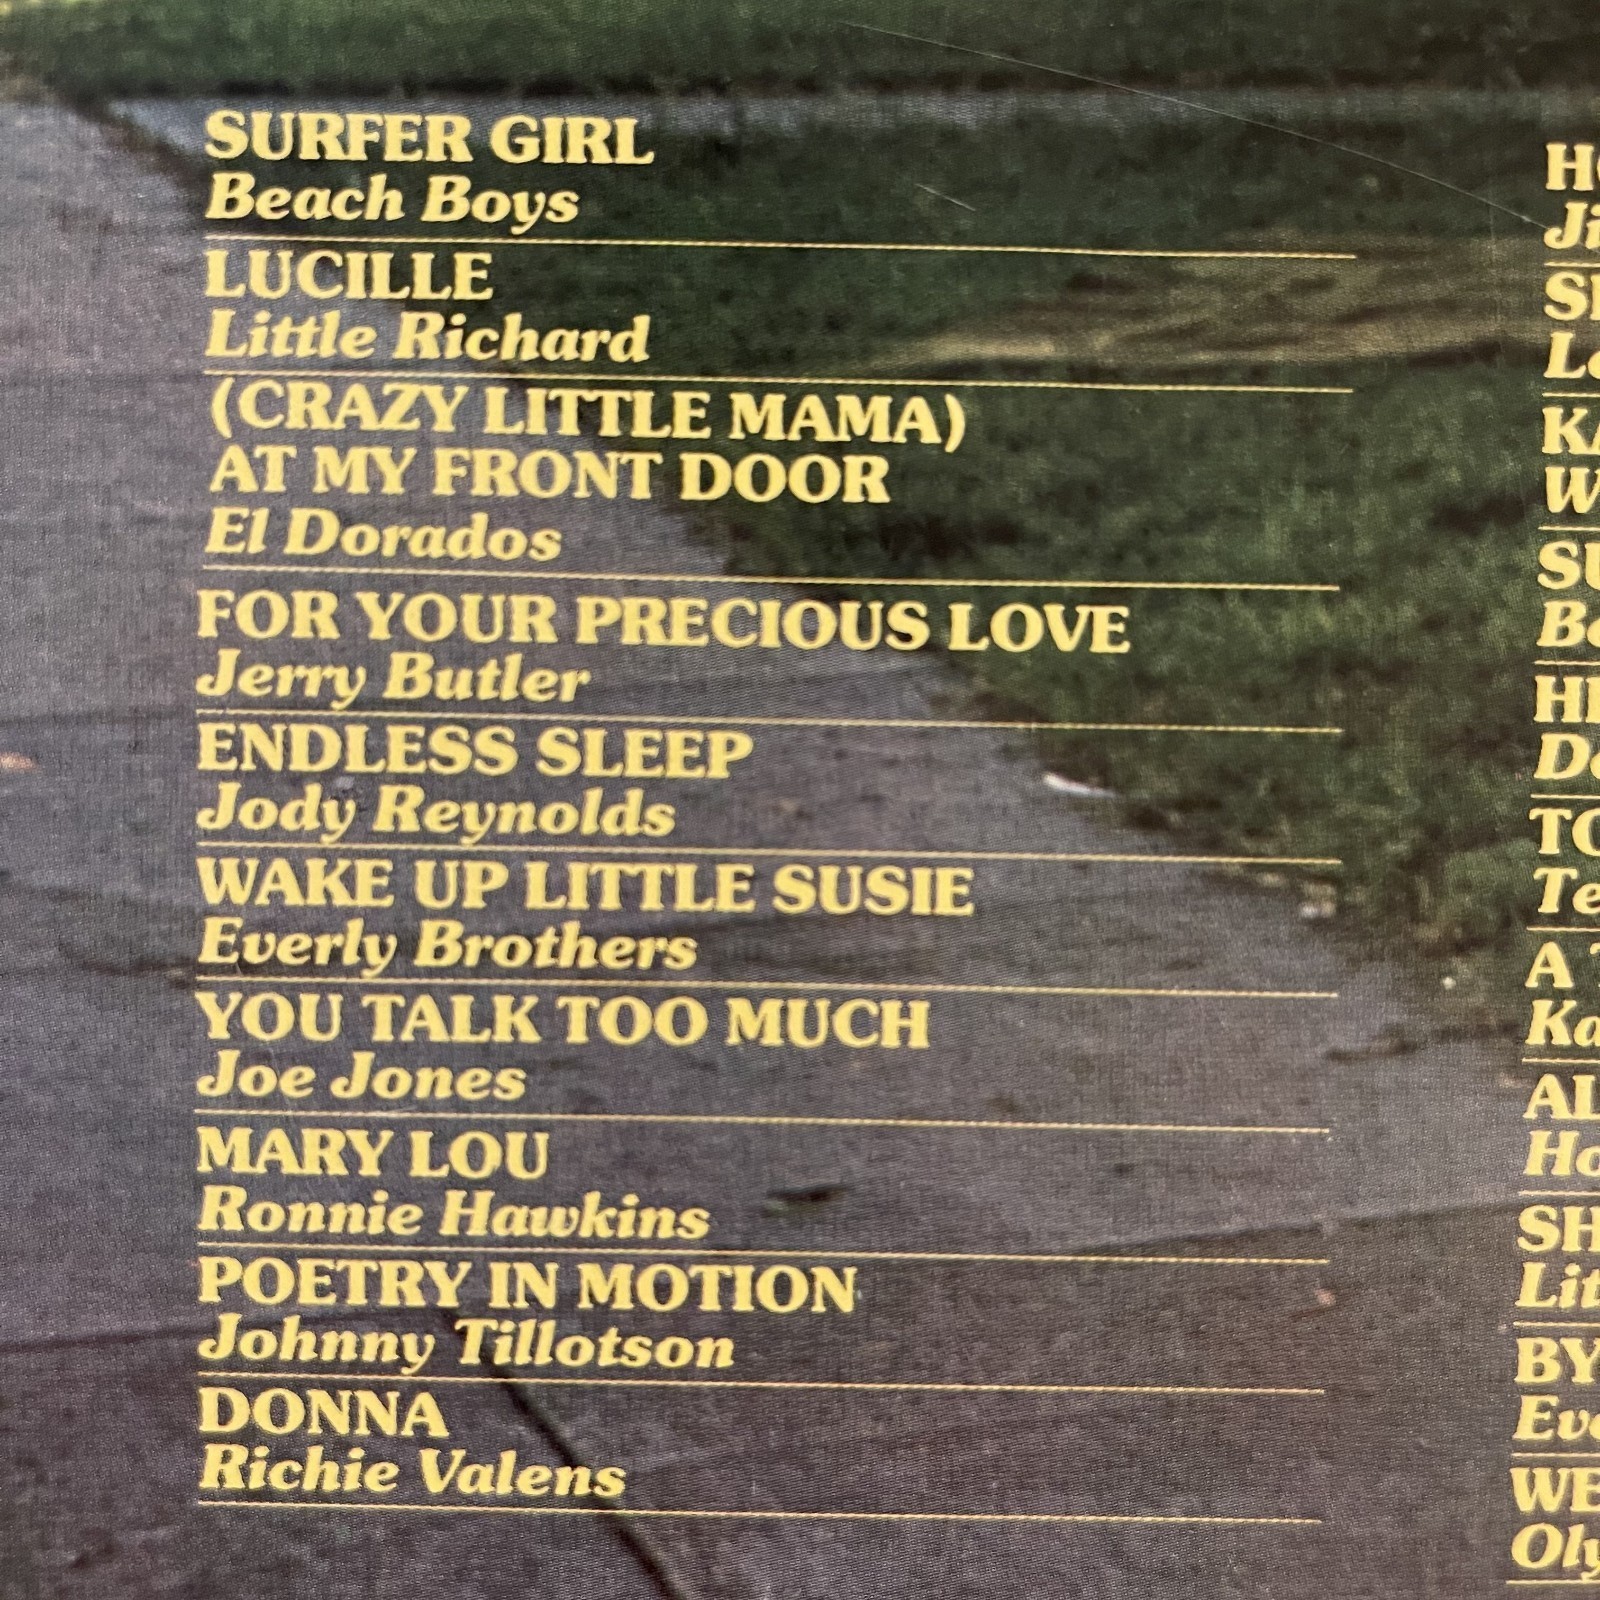 SURFER GIRL
Beach Boys
LUCILLE
Little Richard
(CRAZY LITTLE MAMA)
AT MY FRONT DOOR
El Dorados
FOR YOUR PRECIOUS LOVE
Jerry Butler
ENDLESS SLEEP
Jody Reynolds
WAKE UP LITTLE SUSIE
Everly Brothers
YOU TALK TOO MUCH
Joe Jones
MARY LOU
Ronnie Hawkins
POETRY IN MOTION
Johnny Tillotson
DONNA
Richie Valens
A
BY